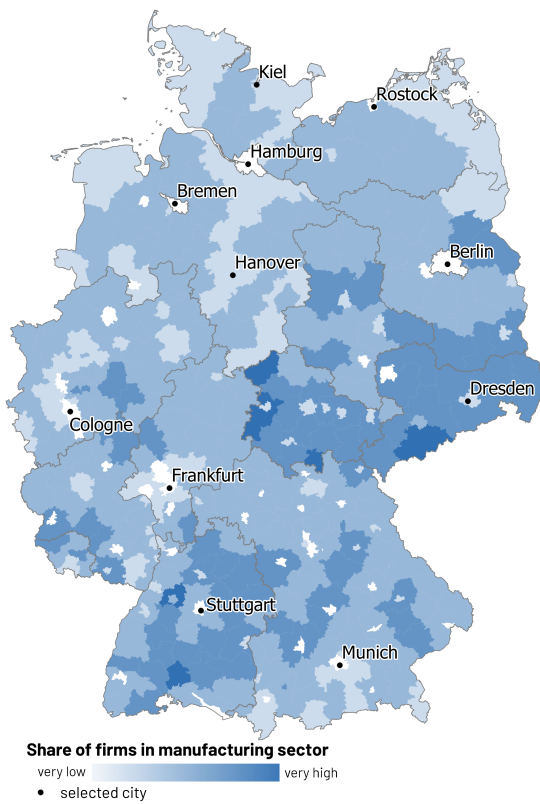 Kiel
Rostock
Hamburg
Bremen
Berlin
Hanover
Dresden
Cologne
Frankfurt
Stuttgart
Munich
Share of firms in manufacturing sector
very low very high
selected city